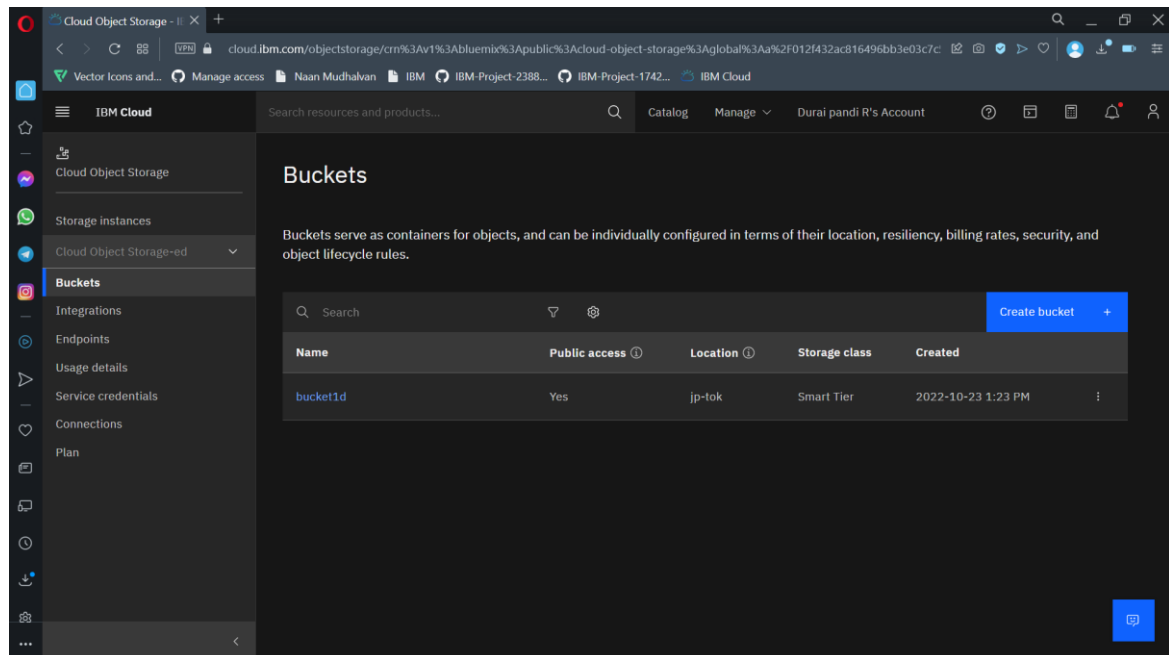 Cloud Object Storage - I
VPN
cloud.ibm.com/objectstorage/crn%3Av1%3Abluemix%3Apublic%3Acloud-object-storage%3Aglobal%3Aa%2F012f432ac816496bb3e03c7c
Vector Icons and... Manage access Naan Mudhalvan IBM IBM-Project-2388... IBM-Project-1742... IBM Cloud
IBM Cloud
Search resources and products...
Catalog Manage Durai pandi R's Account
Cloud Object Storage
Storage instances
Cloud Object Storage-ed
Buckets
Integrations
Endpoints
Usage details
Service credentials
Connections
Plan
Buckets
Buckets serve as containers for objects, and can be individually configured in terms of their location, resiliency, billing rates, security, and
object lifecycle rules.
Search
Create bucket +
Name Public access Location Storage class Created
bucket1d Yes jp-tok Smart Tier 2022-10-23 1:23 PM